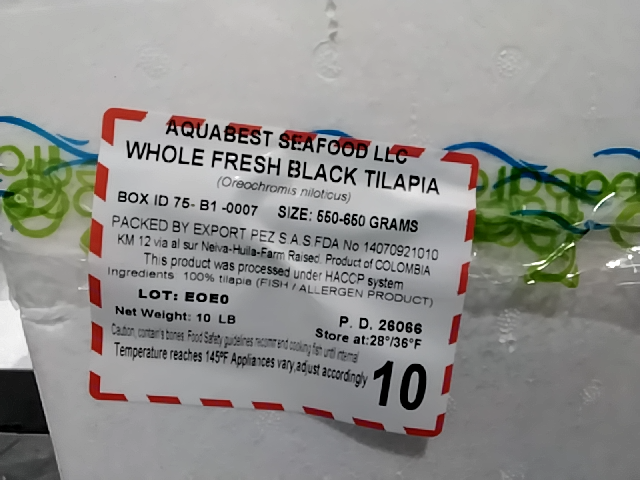 AQUABEST SEAFOOD LLC
WHOLE FRESH BLACK TILAPIA
(Oreochromis niloticus)
BOX ID 75- B1 -0007 SIZE: 550-650 GRAMS
PACKED BY EXPORT PEZ S.A.S.FDA No 14070921010
KM 12 via al sur Neiva-Huila-Farm Raised. Product of COLOMBIA
This product was processed under HACCP system
Ingredients 100% tilapia (FISH / ALLERGEN PRODUCT)
LOT: EOE0
P. D. 26066
Net Weight: 10 LB
Store at:28°/36°F
Caution, contain's bones. Food Safety guidelines recommend cooking fish until internal
Temperature reaches 145ºF Appliances vary,adjust accordingly
10